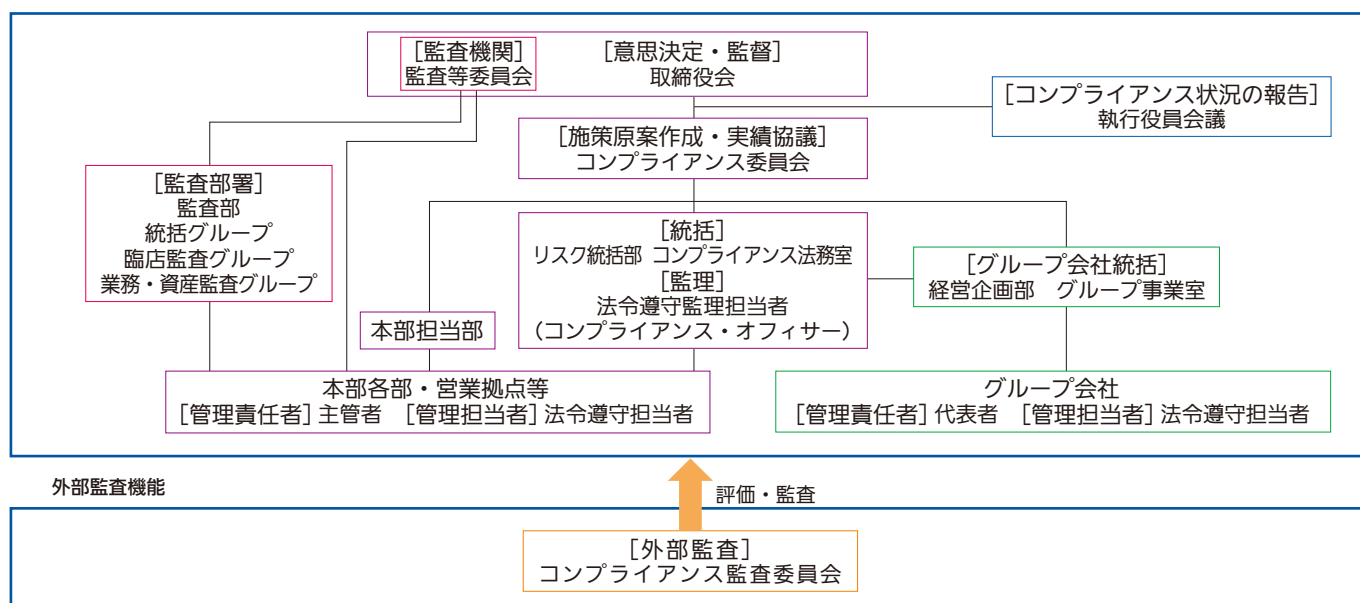 [監査機関]
監査等委員会
[意思決定・監督]
取締役会
[コンプライアンス状況の報告]
執行役員会議
[施策原案作成・実績協議]
コンプライアンス委員会
[監査部署]
監査部
統括グループ
臨店監査グループ
業務・資産監査グループ
[統括]
リスク統括部 コンプライアンス法務室
[監理]
法令遵守監理担当者
（コンプライアンス・オフィサー）
[グループ会社統括]
経営企画部 グループ事業室
本部担当部
本部各部・営業拠点等
[管理責任者] 主管者 [管理担当者] 法令遵守担当者
グループ会社
[管理責任者] 代表者 [管理担当者] 法令遵守担当者
外部監査機能
評価・監査
[外部監査]
コンプライアンス監査委員会